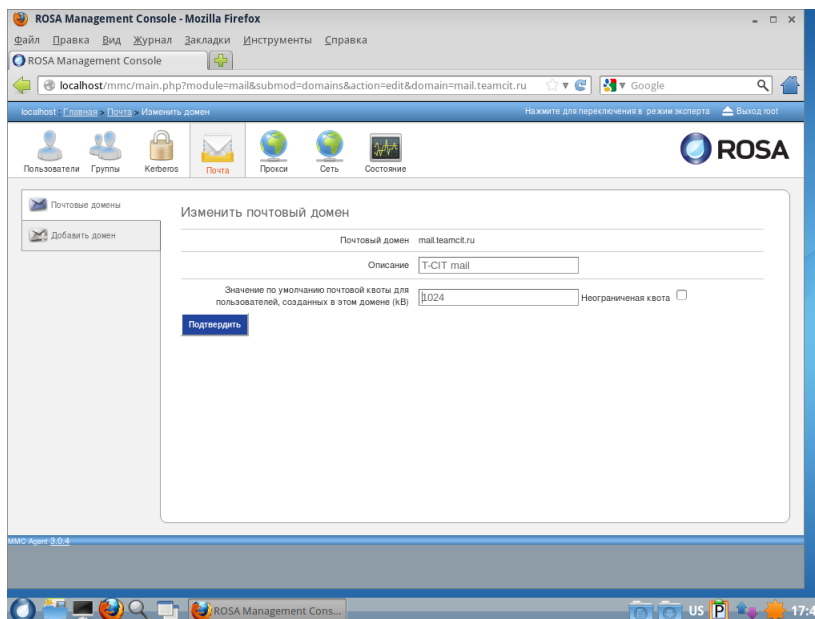 ROSA Management Console - Mozilla Firefox
Файл Правка Вид Журнал Закладки Инструменты Справка
ROSA Management Console
localhost/mmc/main.php?module=mail&submod=domains&action=edit&domain=mail.teamcit.ru
Google
localhost : Главная > Почта > Изменить домен
Нажмите для переключения в режим эксперта
Выход root
Пользователи Группы Kerberos Почта Прокси Сеть Состояние
ROSA
Почтовые домены
Добавить домен
Изменить почтовый домен
Почтовый домен mail.teamcit.ru
Описание T-CIT mail
Значение по умолчанию почтовой квоты для
пользователей, созданных в этом домене (kB)
1024
Неограниченая квота
Подтвердить
MMC Agent 3.0.4
ROSA Management Cons...
US
P
17:4